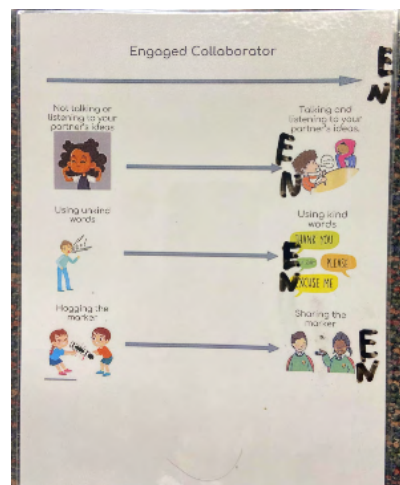 Engaged Collaborator
E
N
Not talking or
listening to your
partner's ideas
Talking and
listening to your
partner's ideas.
E
N
Using unkind
words
Using kind
words
THANK YOU
E
PLEASE
N
EXCUSE ME
Hogging the
marker
Sharing the
marker
E
N